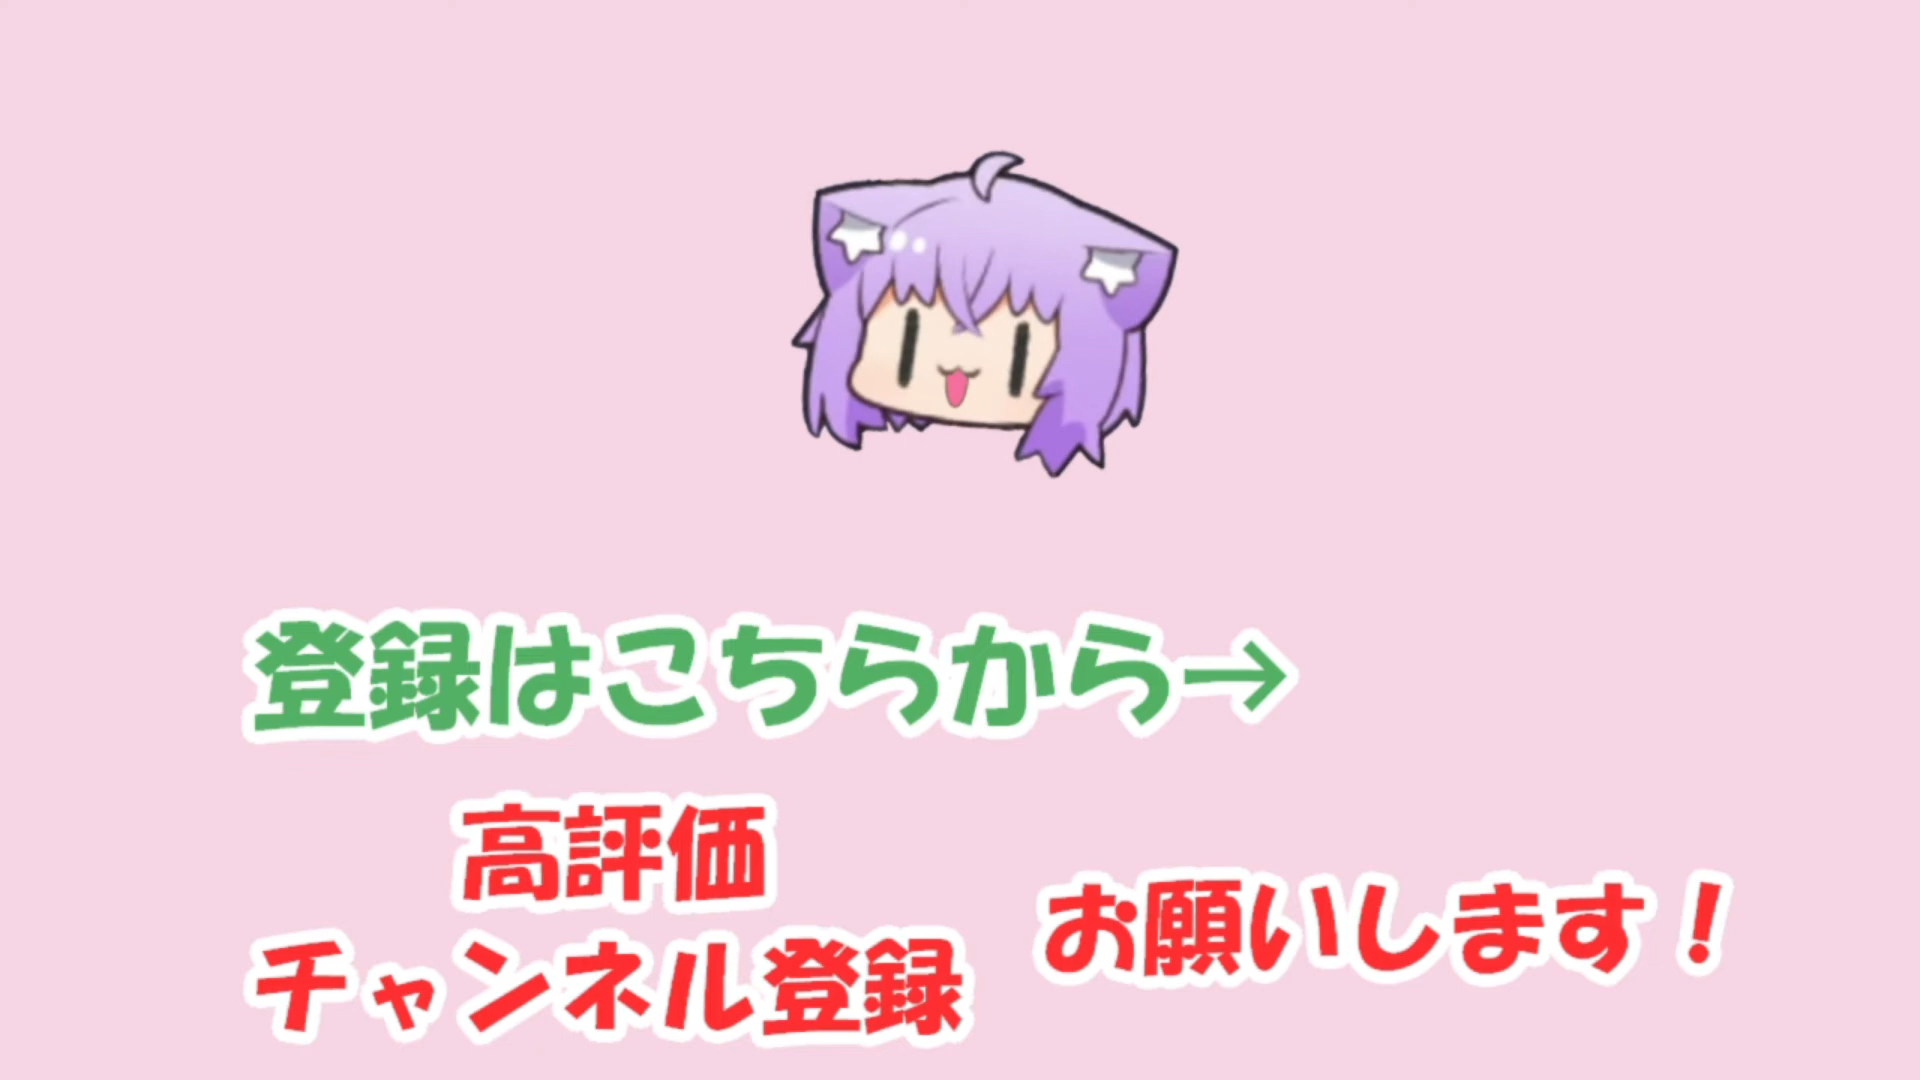 登録はこちらから→
高評価
チャンネル登録
お願いします！